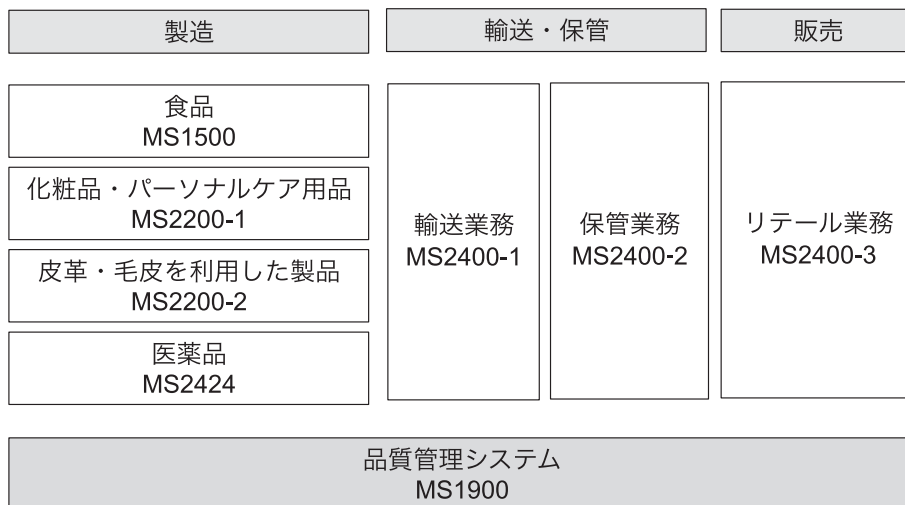 製造
輸送・保管
販売
食品
MS1500
化粧品・パーソナルケア用品
MS2200-1
皮革・毛皮を利用した製品
MS2200-2
医薬品
MS2424
輸送業務
MS2400-1
保管業務
MS2400-2
リテール業務
MS2400-3
品質管理システム
MS1900